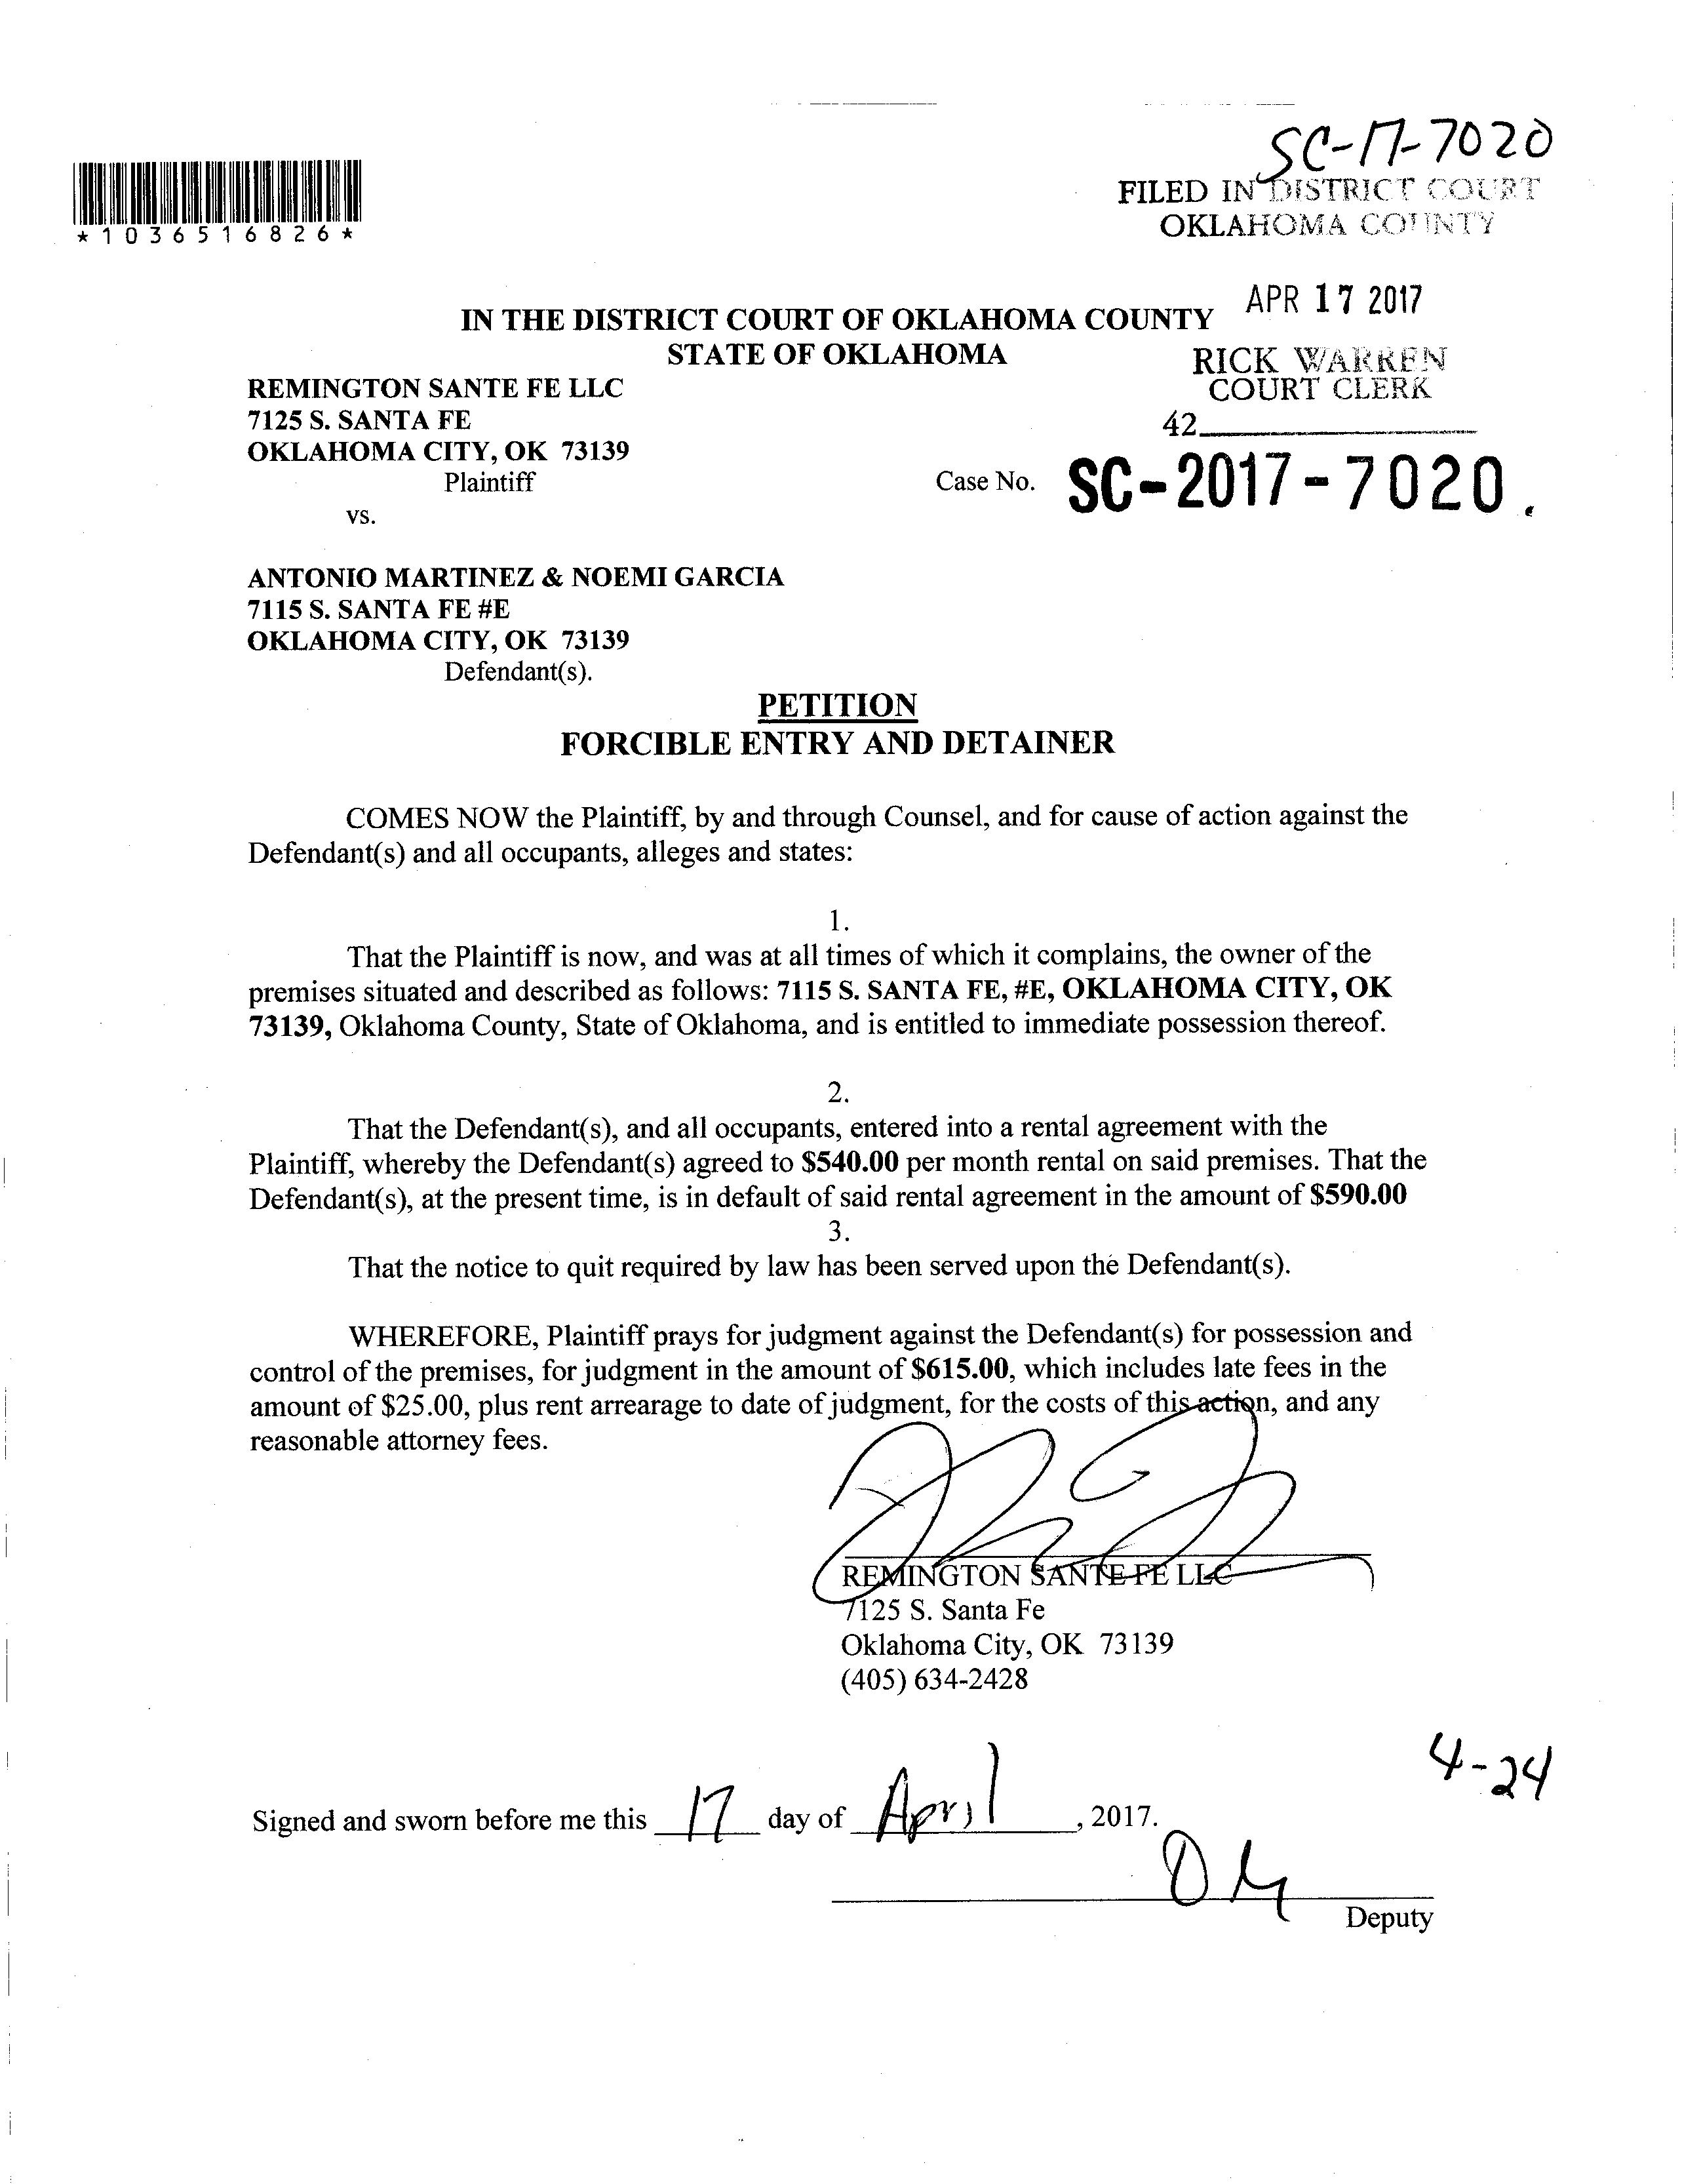 SC-17-7020
FILED IN DISTRICT COURT
OKLAHOMA COUNTY
*1036516826*
APR 17 2017
IN THE DISTRICT COURT OF OKLAHOMA COUNTY
STATE OF OKLAHOMA
RICK WARREN
COURT CLERK
42
REMINGTON SANTE FE LLC
7125 S. SANTA FE
OKLAHOMA CITY, OK 73139
Plaintiff
Case No. SC-2017-7020.
vs.
ANTONIO MARTINEZ & NOEMI GARCIA
7115 S. SANTA FE #E
OKLAHOMA CITY, OK 73139
Defendant(s).
PETITION
FORCIBLE ENTRY AND DETAINER
COMES NOW the Plaintiff, by and through Counsel, and for cause of action against the
Defendant(s) and all occupants, alleges and states:
1.
That the Plaintiff is now, and was at all times of which it complains, the owner of the
premises situated and described as follows: 7115 S. SANTA FE, #E, OKLAHOMA CITY, OK
73139, Oklahoma County, State of Oklahoma, and is entitled to immediate possession thereof.
2.
That the Defendant(s), and all occupants, entered into a rental agreement with the
Plaintiff, whereby the Defendant(s) agreed to $540.00 per month rental on said premises. That the
Defendant(s), at the present time, is in default of said rental agreement in the amount of $590.00
3.
That the notice to quit required by law has been served upon the Defendant(s).
WHEREFORE, Plaintiff prays for judgment against the Defendant(s) for possession and
control of the premises, for judgment in the amount of $615.00, which includes late fees in the
amount of $25.00, plus rent arrearage to date of judgment, for the costs of this action, and any
reasonable attorney fees.
REMINGTON SANTE FE LLC
7125 S. Santa Fe
Oklahoma City, OK 73139
(405) 634-2428
4-24
Signed and sworn before me this 17 day of April, 2017.
Deputy